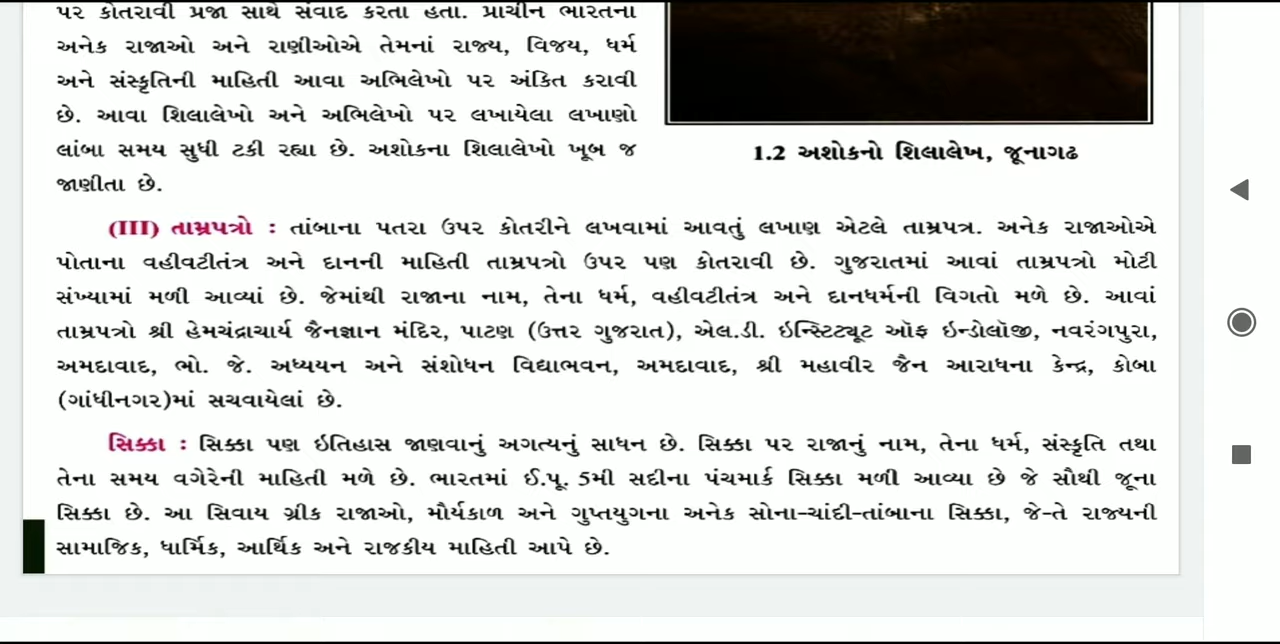 પર કોતરાવી પ્રજા સાથે સંવાદ કરતા હતા. પ્રાચીન ભારતના
અનેક રાજાઓ અને રાણીઓએ તેમનાં રાજ્ય, વિજય, ધર્મ
અને સંસ્કૃતિની માહિતી આવા અભિલેખો પર અંકિત કરાવી
છે. આવા શિલાલેખો અને અભિલેખો પર લખાયેલા લખાણો
લાંબા સમય સુધી ટકી રહ્યા છે. અશોકના શિલાલેખો ખૂબ જ
જાણીતા છે.
1.2 અશોકનો શિલાલેખ, જૂનાગઢ
(III) તામ્રપત્રો : તાંબાના પતરા ઉપર કોતરીને લખવામાં આવતું લખાણ એટલે તામ્રપત્ર. અનેક રાજાઓએ
પોતાના વહીવટીતંત્ર અને દાનની માહિતી તામ્રપત્રો ઉપર પણ કોતરાવી છે. ગુજરાતમાં આવાં તામ્રપત્રો મોટી
સંખ્યામાં મળી આવ્યાં છે. જેમાંથી રાજાના નામ, તેના ધર્મ, વહીવટીતંત્ર અને દાનધર્મની વિગતો મળે છે. આવાં
તામ્રપત્રો શ્રી હેમચંદ્રાચાર્ય જૈનજ્ઞાન મંદિર, પાટણ (ઉત્તર ગુજરાત), એલ.ડી. ઇન્સ્ટિટ્યૂટ ઑફ ઇન્ડોલૉજી, નવરંગપુરા,
અમદાવાદ, ભો. જે. અધ્યયન અને સંશોધન વિદ્યાભવન, અમદાવાદ, શ્રી મહાવીર જૈન આરાધના કેન્દ્ર, કોબા
(ગાંધીનગર)માં સચવાયેલાં છે.
સિક્કા : સિક્કા પણ ઇતિહાસ જાણવાનું અગત્યનું સાધન છે. સિક્કા પર રાજાનું નામ, તેના ધર્મ, સંસ્કૃતિ તથા
તેના સમય વગેરેની માહિતી મળે છે. ભારતમાં ઈ.પૂ. 5મી સદીના પંચમાર્ક સિક્કા મળી આવ્યા છે જે સૌથી જૂના
સિક્કા છે. આ સિવાય ગ્રીક રાજાઓ, મૌર્યકાળ અને ગુપ્તયુગના અનેક સોના-ચાંદી-તાંબાના સિક્કા, જે-તે રાજ્યની
સામાજિક, ધાર્મિક, આર્થિક અને રાજકીય માહિતી આપે છે.